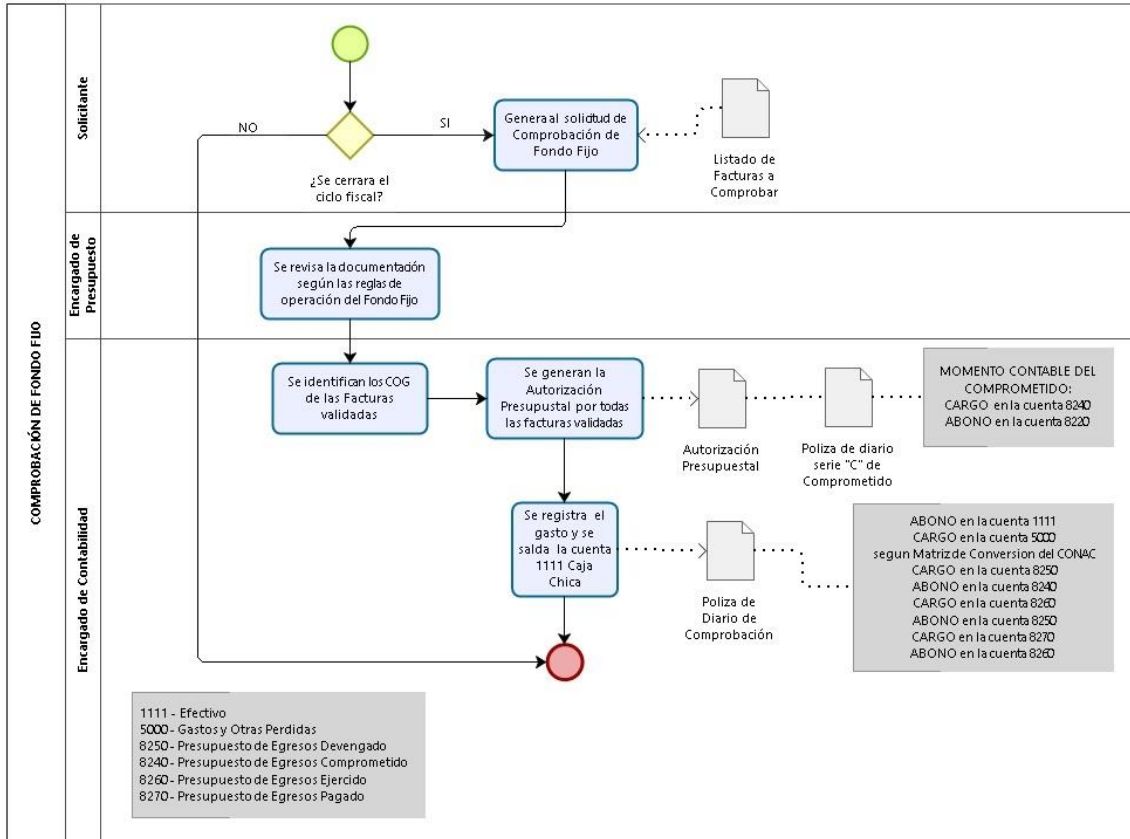 COMPROBACIÓN DE FONDO FIJO
Solicitante
NO
SI
¿Se cerrara el
ciclo fiscal?
Genera al solicitud de
Comprobación de
Fondo Fijo
Listado de
Facturas a
Comprobar
Encargado de
Presupuesto
Se revisa la documentación
según las reglas de
operación del Fondo Fijo
Encargado de Contabilidad
Se identifican los COG
de las Facturas
validadas
Se generan la
Autorización
Presupustal por todas
las facturas validadas
Autorización
Presupuestal
Poliza de diario
serie "C" de
Comprometido
MOMENTO CONTABLE DEL
COMPROMETIDO:
CARGO en la cuenta 8240
ABONO en la cuenta 8220
Se registra el
gasto y se
salda la cuenta
1111 Caja
Chica
Poliza de
Diario de
Comprobación
ABONO en la cuenta 1111
CARGO en la cuenta 5000
segun Matriz de Conversion del CONAC
CARGO en la cuenta 8250
ABONO en la cuenta 8240
CARGO en la cuenta 8260
ABONO en la cuenta 8250
CARGO en la cuenta 8270
ABONO en la cuenta 8260
1111 - Efectivo
5000 - Gastos y Otras Perdidas
8250 - Presupuesto de Egresos Devengado
8240 - Presupuesto de Egresos Comprometido
8260 - Presupuesto de Egresos Ejercido
8270 - Presupuesto de Egresos Pagado